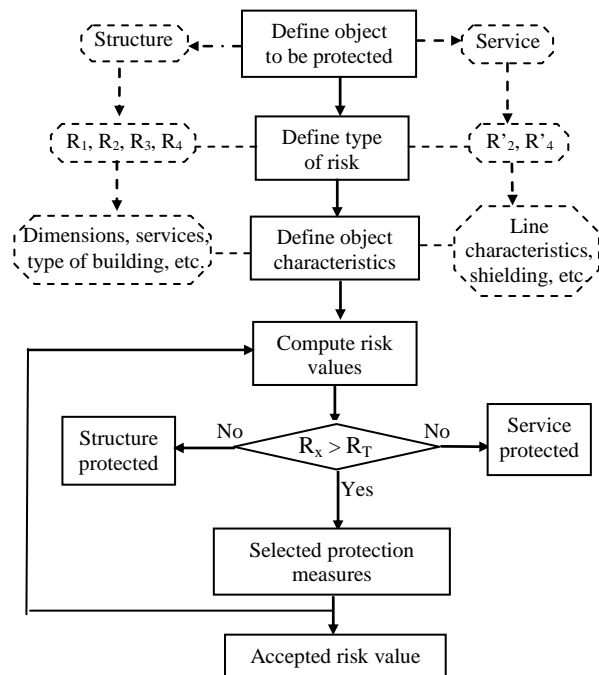 Structure
Define object
to be protected
Service
R1, R2, R3, R4
Define type
of risk
R’2, R’4
Dimensions, services,
type of building, etc.
Define object
characteristics
Line
characteristics,
shielding, etc.
Compute risk
values
Structure
protected
No
Rx > RT
No
Service
protected
Yes
Selected protection
measures
Accepted risk value